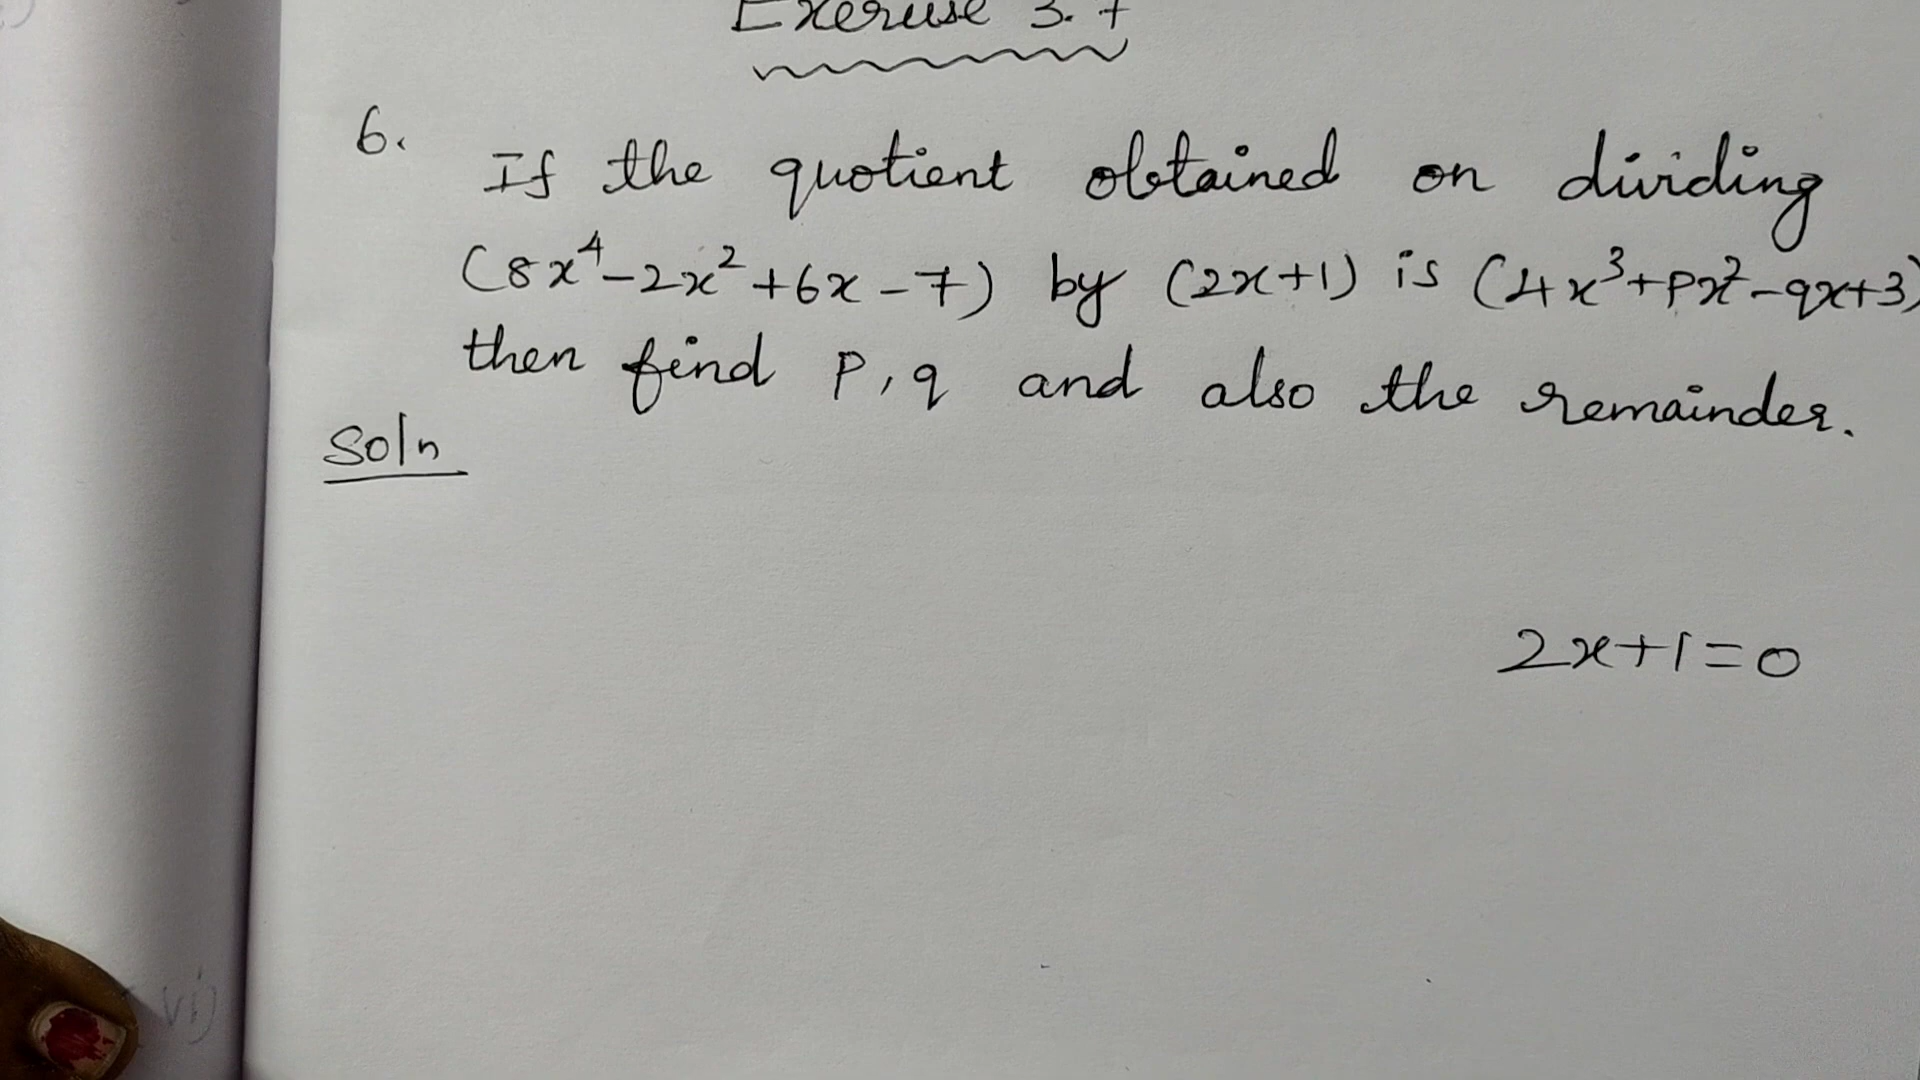 Exercise 3.7
6.
If the quotient obtained on dividing
(8x⁴-2x²+6x-7) by (2x+1) is (4x³+px²-qx+3)
then find P, q and also the remainder.
Soln
2x+1=0
vi)